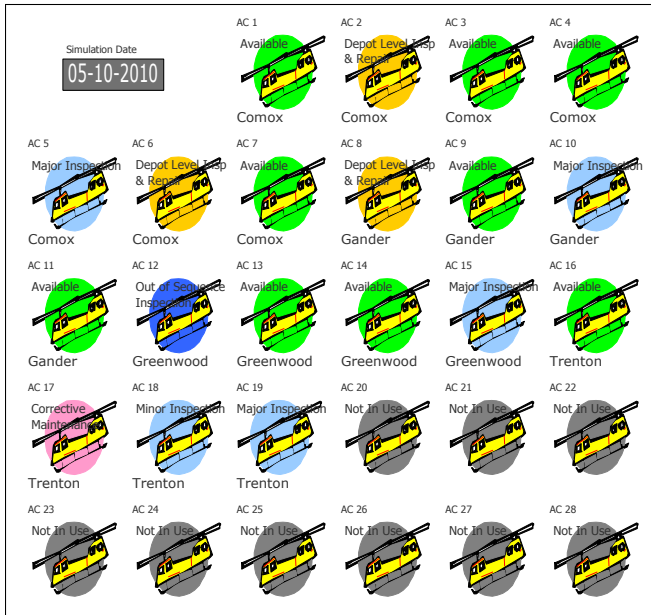 AC 1 AC 2 AC 3 AC 4
Simulation Date
05-10-2010
Available Depot Level Insp Available Available
& Repair
Comox Comox Comox Comox
AC 5 AC 6 AC 7 AC 8 AC 9 AC 10
Major Inspection Depot Level Insp Available Depot Level Insp Available Major Inspection
& Repair & Repair
Comox Comox Comox Gander Gander Gander
AC 11 AC 12 AC 13 AC 14 AC 15 AC 16
Available Out of Sequence Available Available Major Inspection Available
Inspection
Gander Greenwood Greenwood Greenwood Greenwood Trenton
AC 17 AC 18 AC 19 AC 20 AC 21 AC 22
Corrective Minor Inspection Major Inspection Not In Use Not In Use Not In Use
Maintenance
Trenton Trenton Trenton
AC 23 AC 24 AC 25 AC 26 AC 27 AC 28
Not In Use Not In Use Not In Use Not In Use Not In Use Not In Use